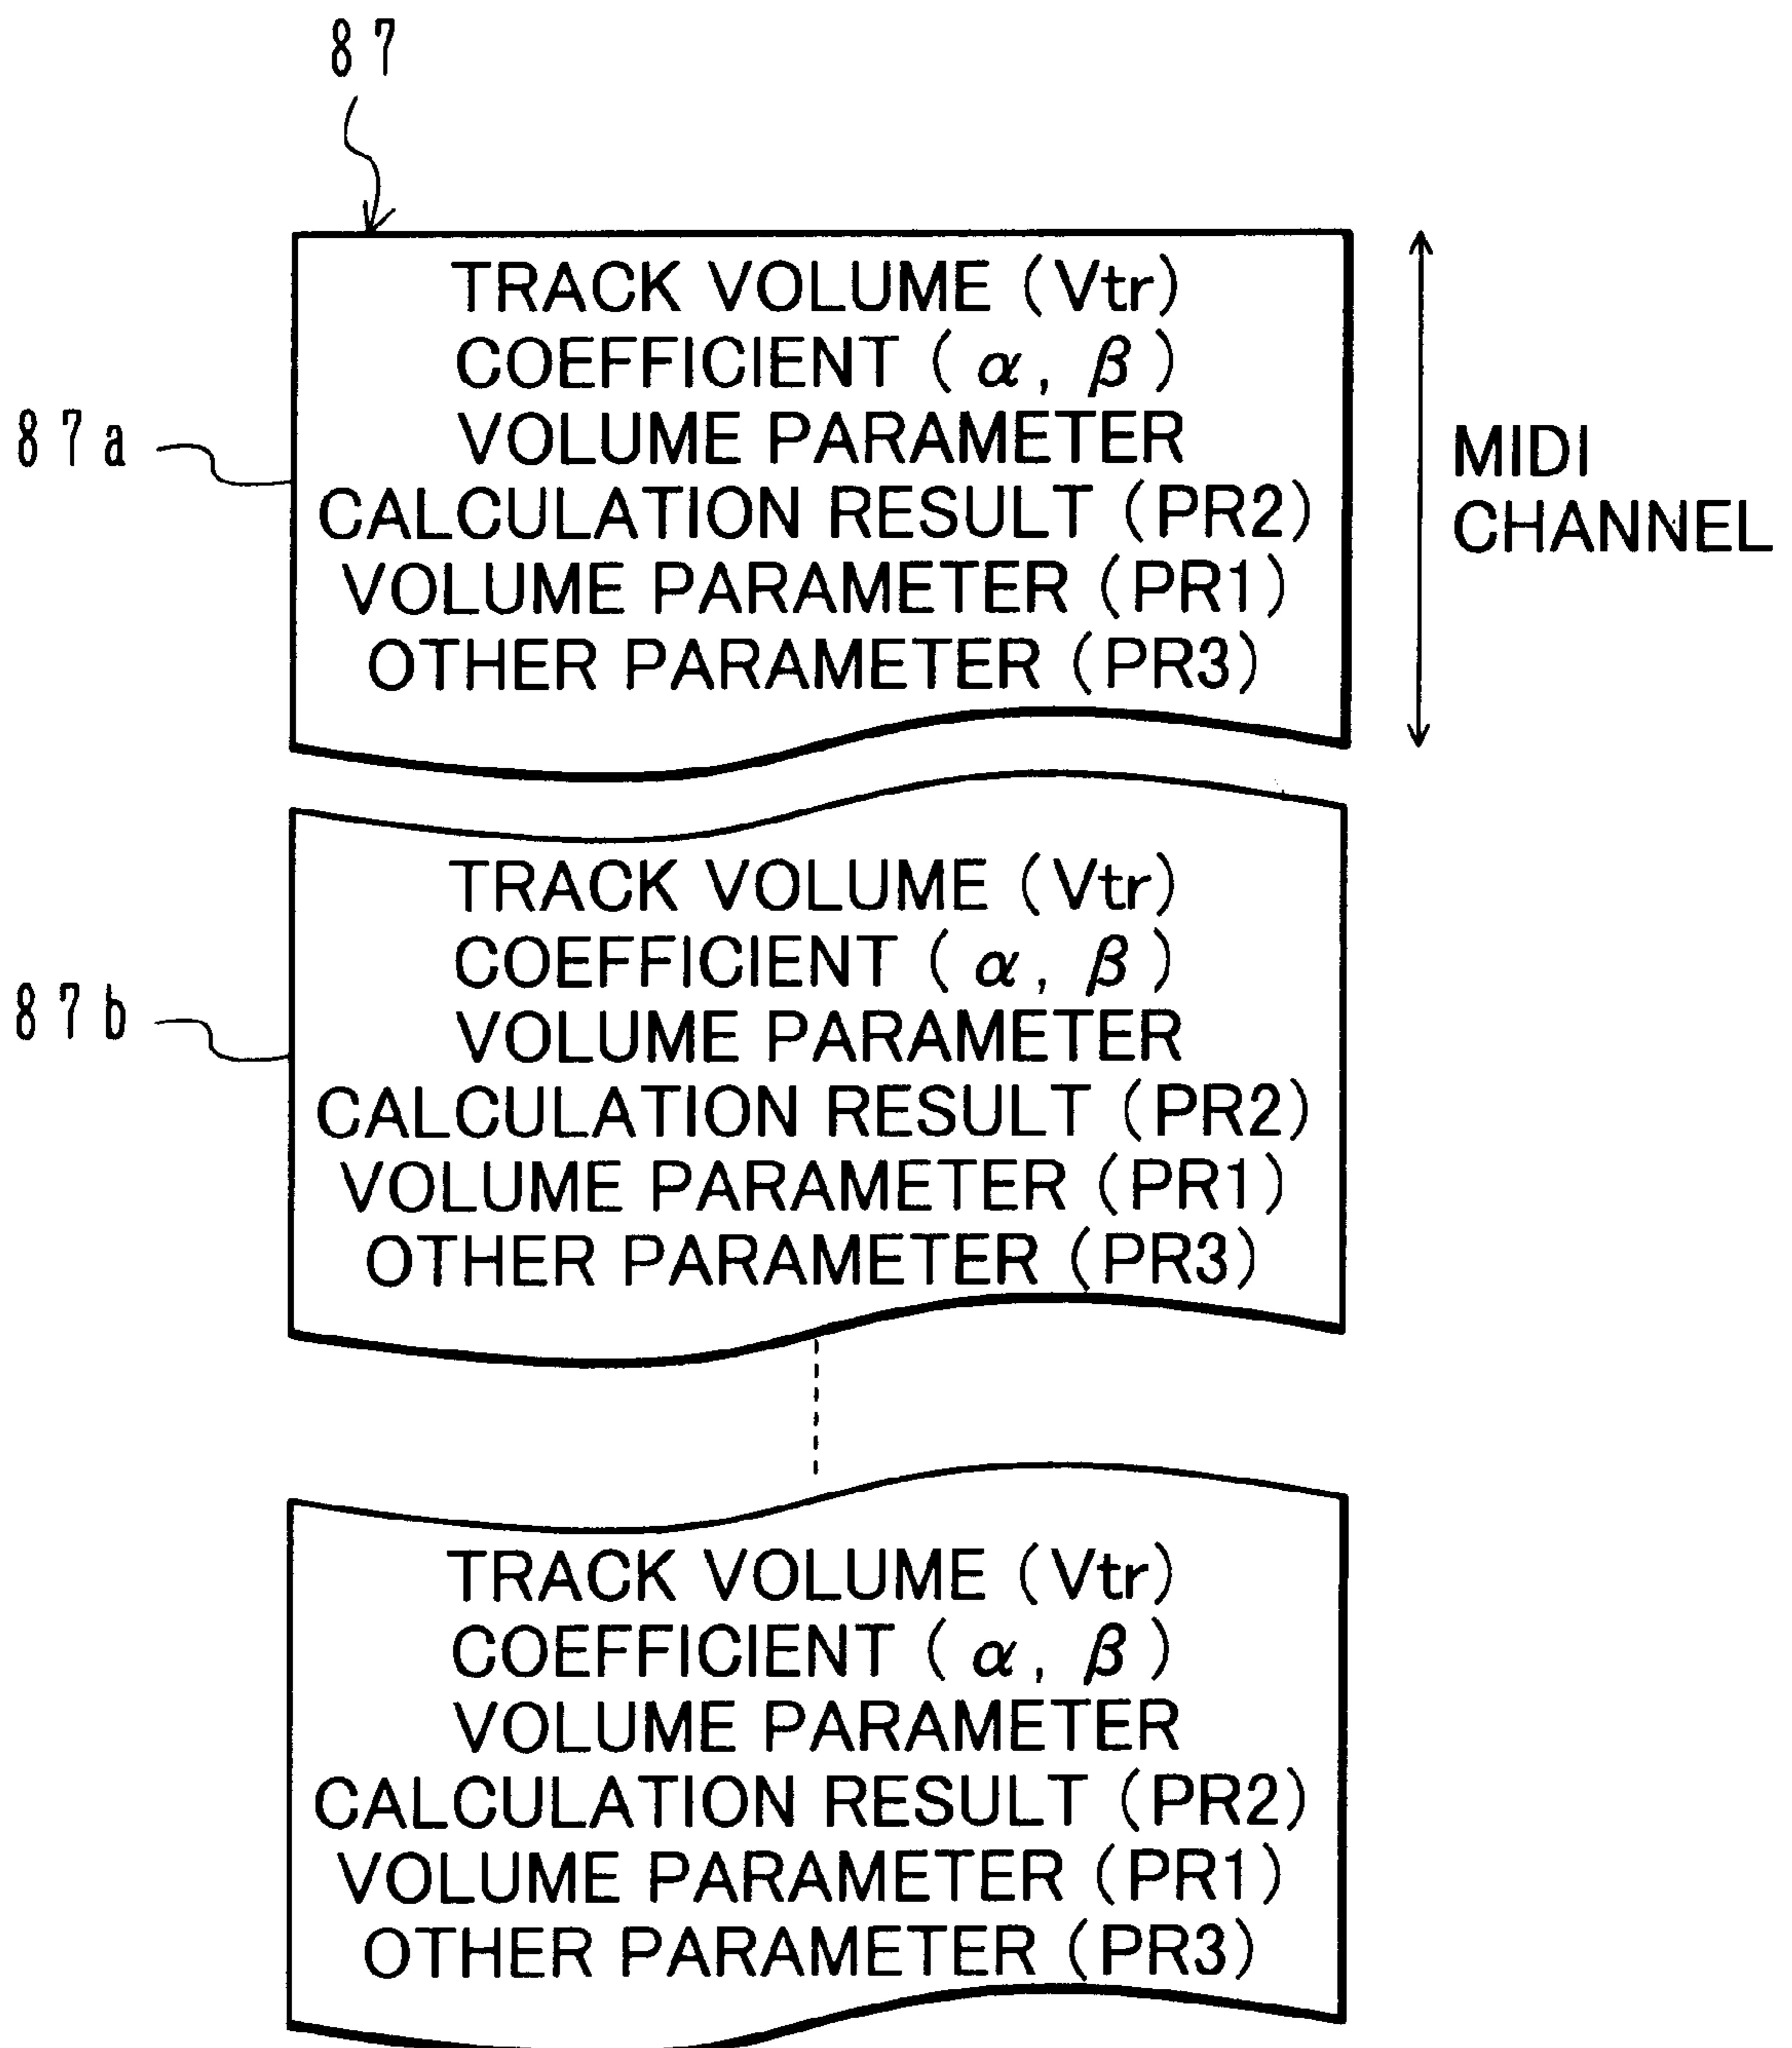 87
TRACK VOLUME (Vtr)
COEFFICIENT (α, β)
VOLUME PARAMETER
CALCULATION RESULT (PR2)
VOLUME PARAMETER (PR1)
OTHER PARAMETER (PR3)
87a
MIDI
CHANNEL
TRACK VOLUME (Vtr)
COEFFICIENT (α, β)
VOLUME PARAMETER
CALCULATION RESULT (PR2)
VOLUME PARAMETER (PR1)
OTHER PARAMETER (PR3)
87b
TRACK VOLUME (Vtr)
COEFFICIENT (α, β)
VOLUME PARAMETER
CALCULATION RESULT (PR2)
VOLUME PARAMETER (PR1)
OTHER PARAMETER (PR3)